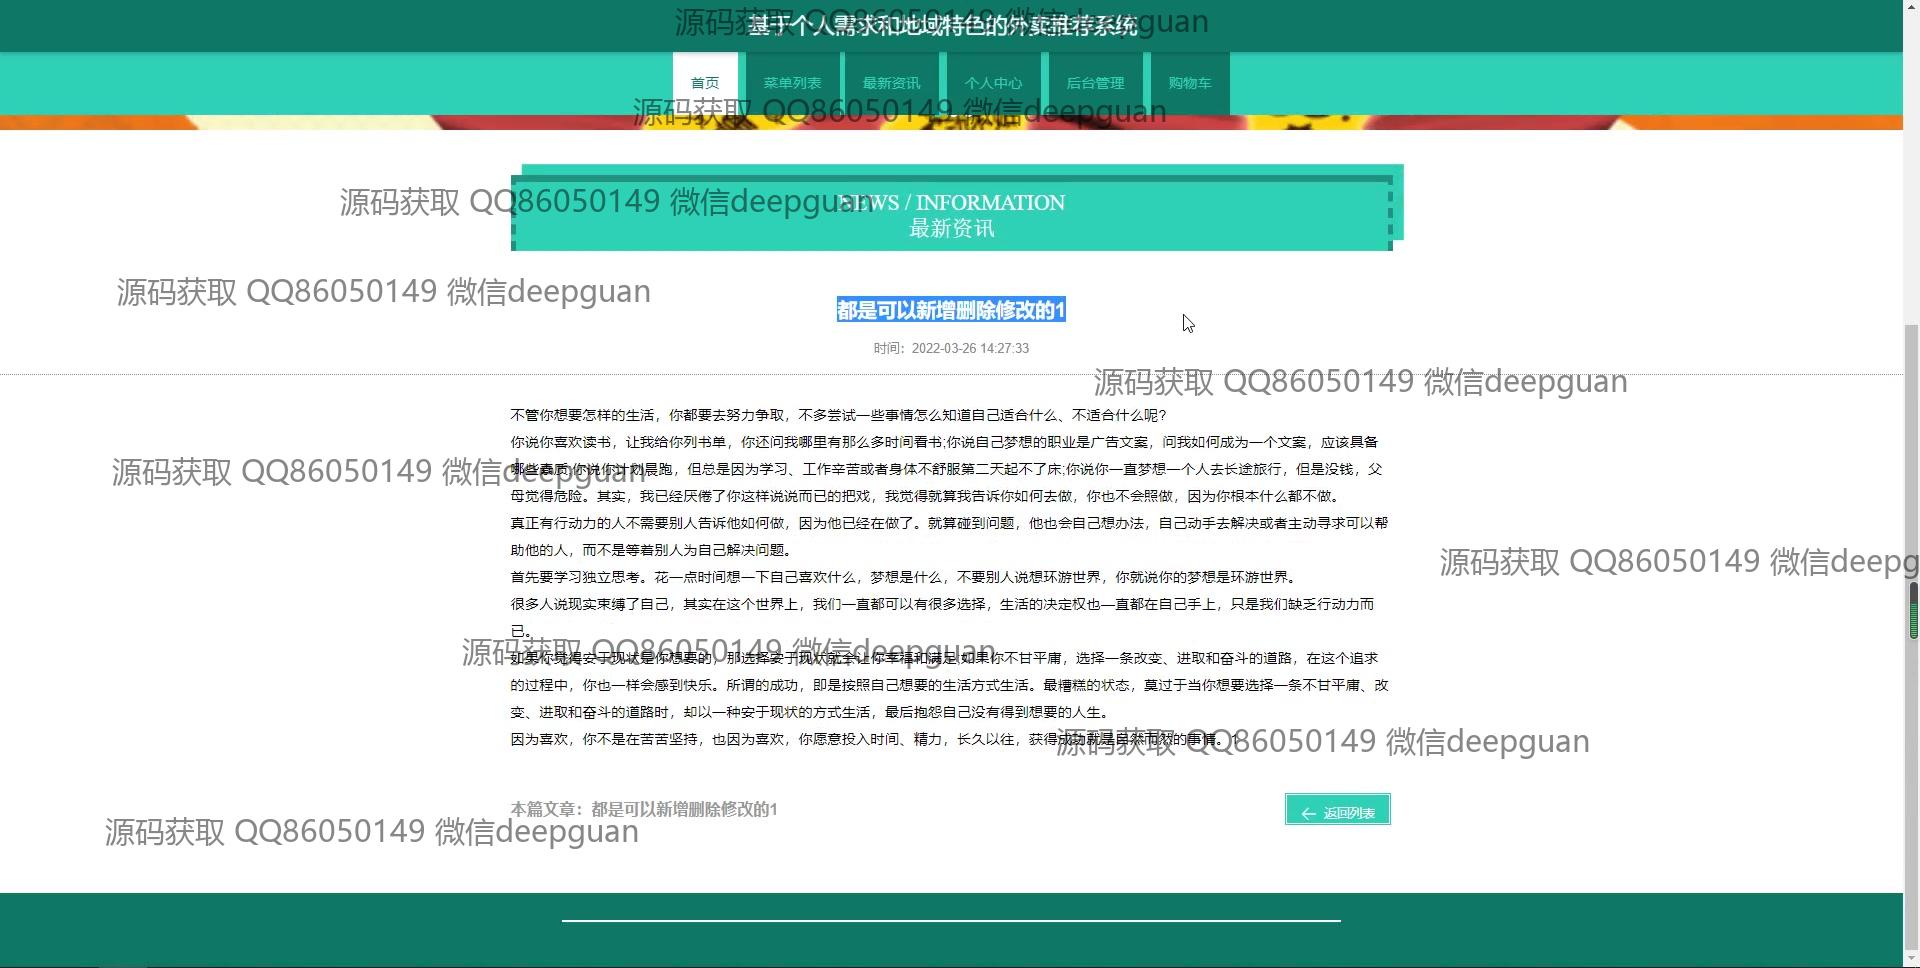 基于个人需求和地域特色的外卖推荐系统
源码获取 QQ86050149 微信deepguan
首页 菜单列表 最新资讯 个人中心 后台管理 购物车
源码获取 QQ86050149 微信deepguan
NEWS / INFORMATION
源码获取 QQ86050149 微信deepguan
最新资讯
源码获取 QQ86050149 微信deepguan
都是可以新增删除修改的1
时间：2022-03-26 14:27:33
源码获取 QQ86050149 微信deepguan
不管你想要怎样的生活，你都要去努力争取，不多尝试一些事情怎么知道自己适合什么、不适合什么呢?
你说你喜欢读书，让我给你列书单，你还问我哪里有那么多时间看书;你说自己梦想的职业是广告文案，问我如何成为一个文案，应该具备
哪些素质;你说你计划晨跑，但总是因为学习、工作辛苦或者身体不舒服第二天起不了床;你说你一直梦想一个人去长途旅行，但是没钱，父
源码获取 QQ86050149 微信deepguan
母觉得危险。其实，我已经厌倦了你这样说说而已的把戏，我觉得就算我告诉你如何去做，你也不会照做，因为你根本什么都不做。
真正有行动力的人不需要别人告诉他如何做，因为他已经在做了。就算碰到问题，他也会自己想办法，自己动手去解决或者主动寻求可以帮
助他的人，而不是等着别人为自己解决问题。
源码获取 QQ86050149 微信deepg
首先要学习独立思考。花一点时间想一下自己喜欢什么，梦想是什么，不要别人说想环游世界，你就说你的梦想是环游世界。
很多人说现实束缚了自己，其实在这个世界上，我们一直都可以有很多选择，生活的决定权也一直都在自己手上，只是我们缺乏行动力而
已。
源码获取 QQ86050149 微信deepguan
如果你觉得安于现状是你想要的，那选择安于现状就会让你幸福和满足;如果你不甘平庸，选择一条改变、进取和奋斗的道路，在这个追求
的过程中，你也一样会感到快乐。所谓的成功，即是按照自己想要的生活方式生活。最糟糕的状态，莫过于当你想要选择一条不甘平庸、改
变、进取和奋斗的道路时，却以一种安于现状的方式生活，最后抱怨自己没有得到想要的人生。
因为喜欢，你不是在苦苦坚持，也因为喜欢，你愿意投入时间、精力，长久以往，获得成功就是自然而然的事情。1
源码获取 QQ86050149 微信deepguan
本篇文章：都是可以新增删除修改的1
← 返回列表
源码获取 QQ86050149 微信deepguan